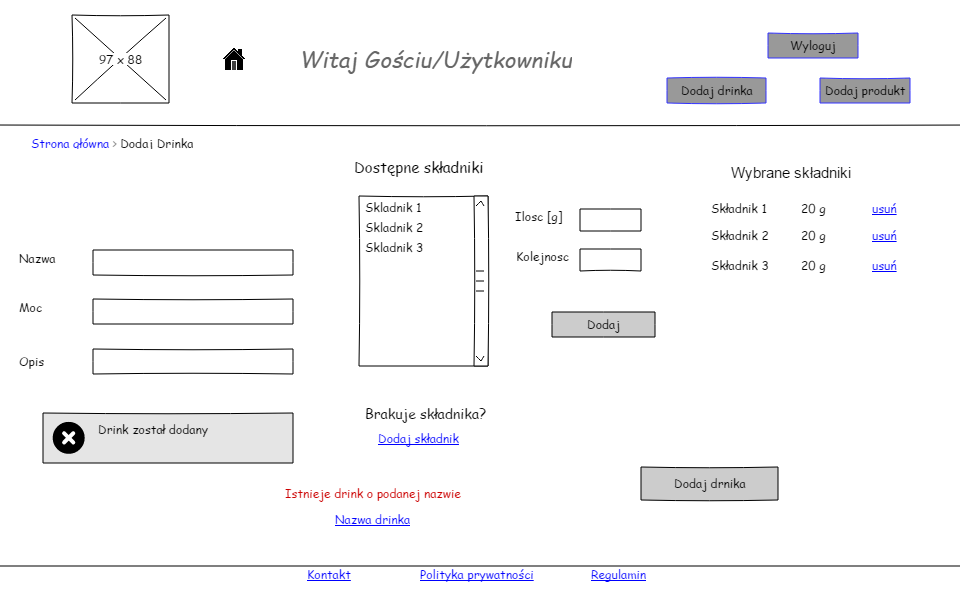 97 x 88
Witaj Gościu/Użytkowniku
Wyloguj
Dodaj drinka
Dodaj produkt
Strona główna > Dodaj Drinka
Dostępne składniki
Wybrane składniki
Skladnik 1
Skladnik 2
Skladnik 3
Ilosc [g]
Kolejnosc
Dodaj
Składnik 1 20 g usuń
Składnik 2 20 g usuń
Składnik 3 20 g usuń
Nazwa
Moc
Opis
Drink został dodany
Brakuje składnika?
Dodaj składnik
Dodaj drnika
Istnieje drink o podanej nazwie
Nazwa drinka
Kontakt
Polityka prywatności
Regulamin